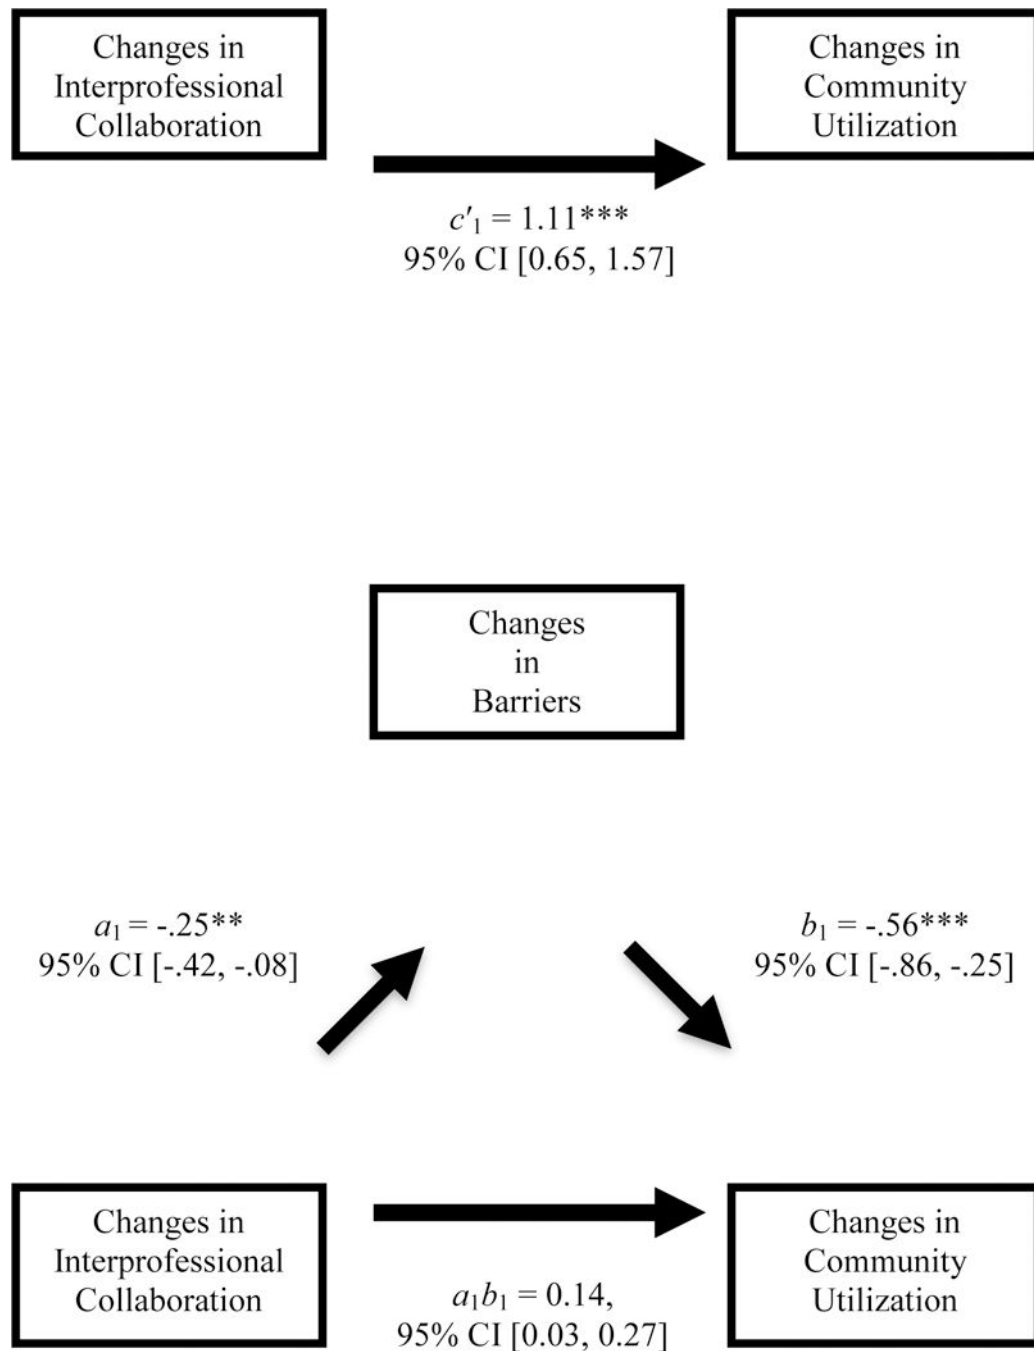 Changes in
Interprofessional
Collaboration
Changes in
Community
Utilization
c′₁ = 1.11***
95% CI [0.65, 1.57]
Changes
in
Barriers
a₁ = -.25**
95% CI [-.42, -.08]
b₁ = -.56***
95% CI [-.86, -.25]
Changes in
Interprofessional
Collaboration
a₁b₁ = 0.14,
95% CI [0.03, 0.27]
Changes in
Community
Utilization